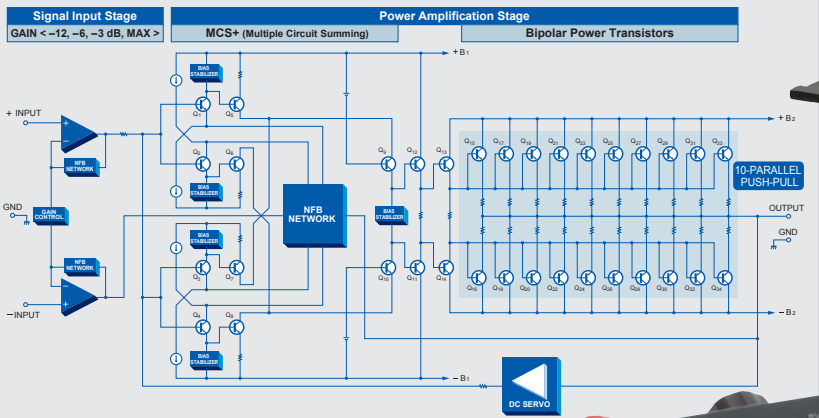 Signal Input Stage
Power Amplification Stage
GAIN < –12, –6, –3 dB, MAX >
MCS+ (Multiple Circuit Summing)
Bipolar Power Transistors
+B1
BIAS
STABILIZER
Q1
Q5
+ INPUT
+
−
NFB
NETWORK
GND
GAIN
CONTROL
NFB
NETWORK
−
+
−INPUT
Q2
Q6
BIAS
STABILIZER
BIAS
STABILIZER
Q3
Q7
Q4
Q8
BIAS
STABILIZER
NFB
NETWORK
Q9
Q12
Q13
BIAS
STABILIZER
Q10
Q11
Q14
+B2
Q15
Q17
Q19
Q21
Q23
Q25
Q27
Q29
Q31
Q33
10-PARALLEL
PUSH-PULL
OUTPUT
GND
Q16
Q18
Q20
Q22
Q24
Q26
Q28
Q30
Q32
Q34
−B2
−B1
DC SERVO